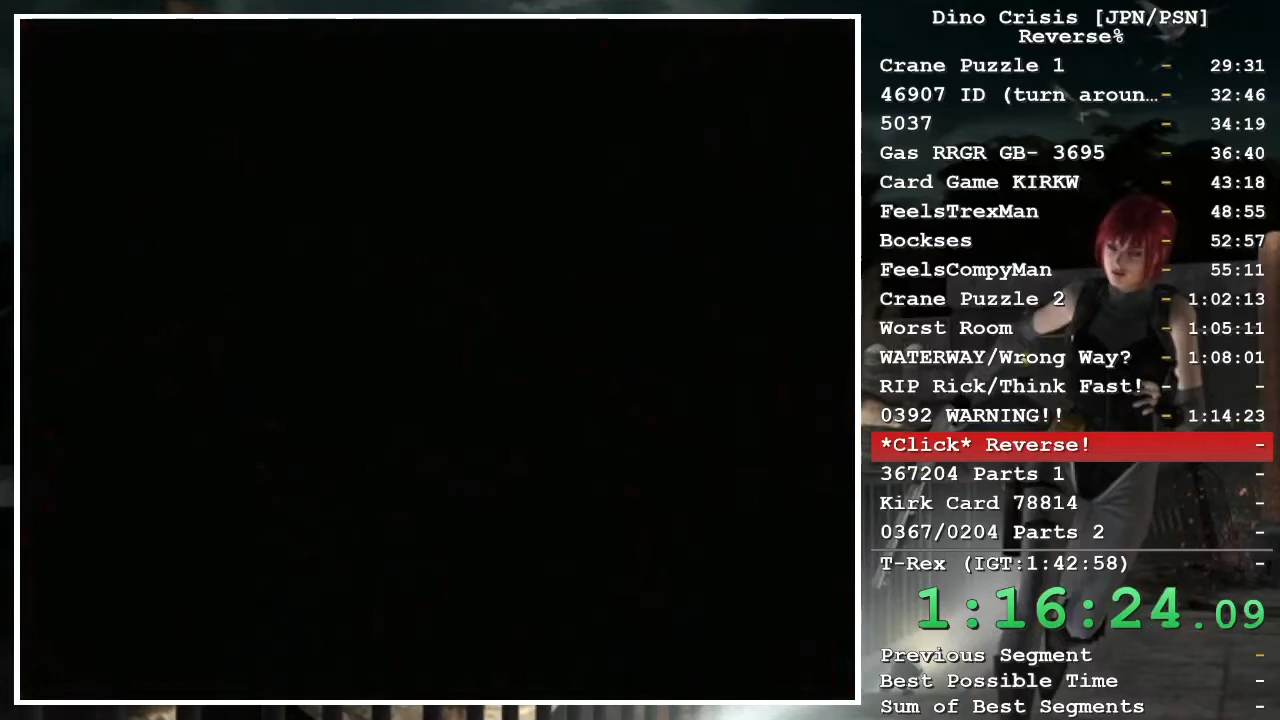 Dino Crisis [JPN/PSN]
Reverse%
Crane Puzzle 1 - 29:31
46907 ID (turn aroun… - 32:46
5037 - 34:19
Gas RRGR GB- 3695 - 36:40
Card Game KIRKW - 43:18
FeelsTrexMan - 48:55
Bockses - 52:57
FeelsCompyMan - 55:11
Crane Puzzle 2 - 1:02:13
Worst Room - 1:05:11
WATERWAY/Wrong Way? - 1:08:01
RIP Rick/Think Fast! - -
0392 WARNING!! - 1:14:23
*Click* Reverse! -
367204 Parts 1 -
Kirk Card 78814 -
0367/0204 Parts 2 -
T-Rex (IGT:1:42:58) -
1:16:24.09
Previous Segment -
Best Possible Time -
Sum of Best Segments -